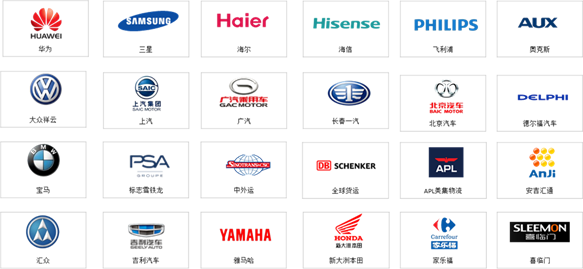 HUAWEI
华为
SAMSUNG
三星
Haier
海尔
Hisense
海信
PHILIPS
飞利浦
AUX
奥克斯
大众祥云
SAIC
上汽集团
SAIC MOTOR
上汽
广汽乘用车
GAC MOTOR
广汽
长春一汽
北京汽车
SAIC MOTOR
北京汽车
DELPHI
德尔福汽车
BMW
宝马
PSA
GROUPE
标志雪铁龙
SINOTRANS-CSC
中外运
DB SCHENKER
全球货运
APL
APL美集物流
AnJi
安吉汇通
汇众
吉利汽车
GEELY AUTO
吉利汽车
YAMAHA
雅马哈
HONDA
新大洲本田
新大洲本田
Carrefour
家乐福
家乐福
SLEEMON
喜临门
喜临门